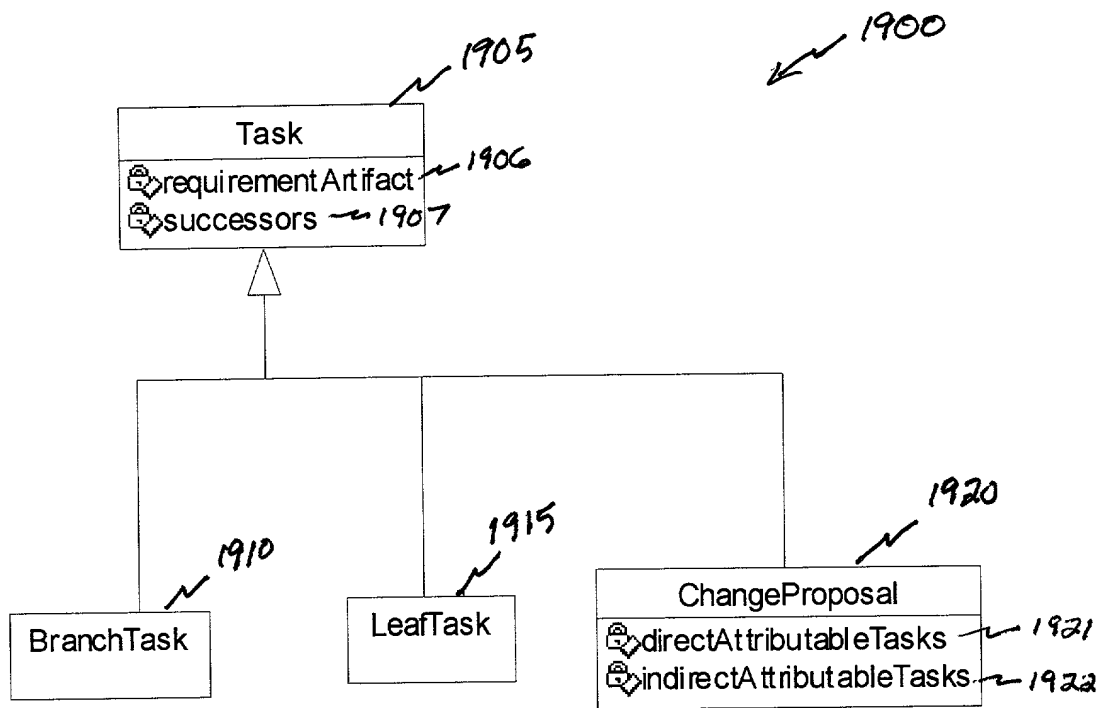 1900
1905
Task
requirementArtifact 1906
successors 1907
1920
1915
1910
ChangeProposal
LeafTask
BranchTask
directAttributableTasks 1921
indirectAttributableTasks 1922